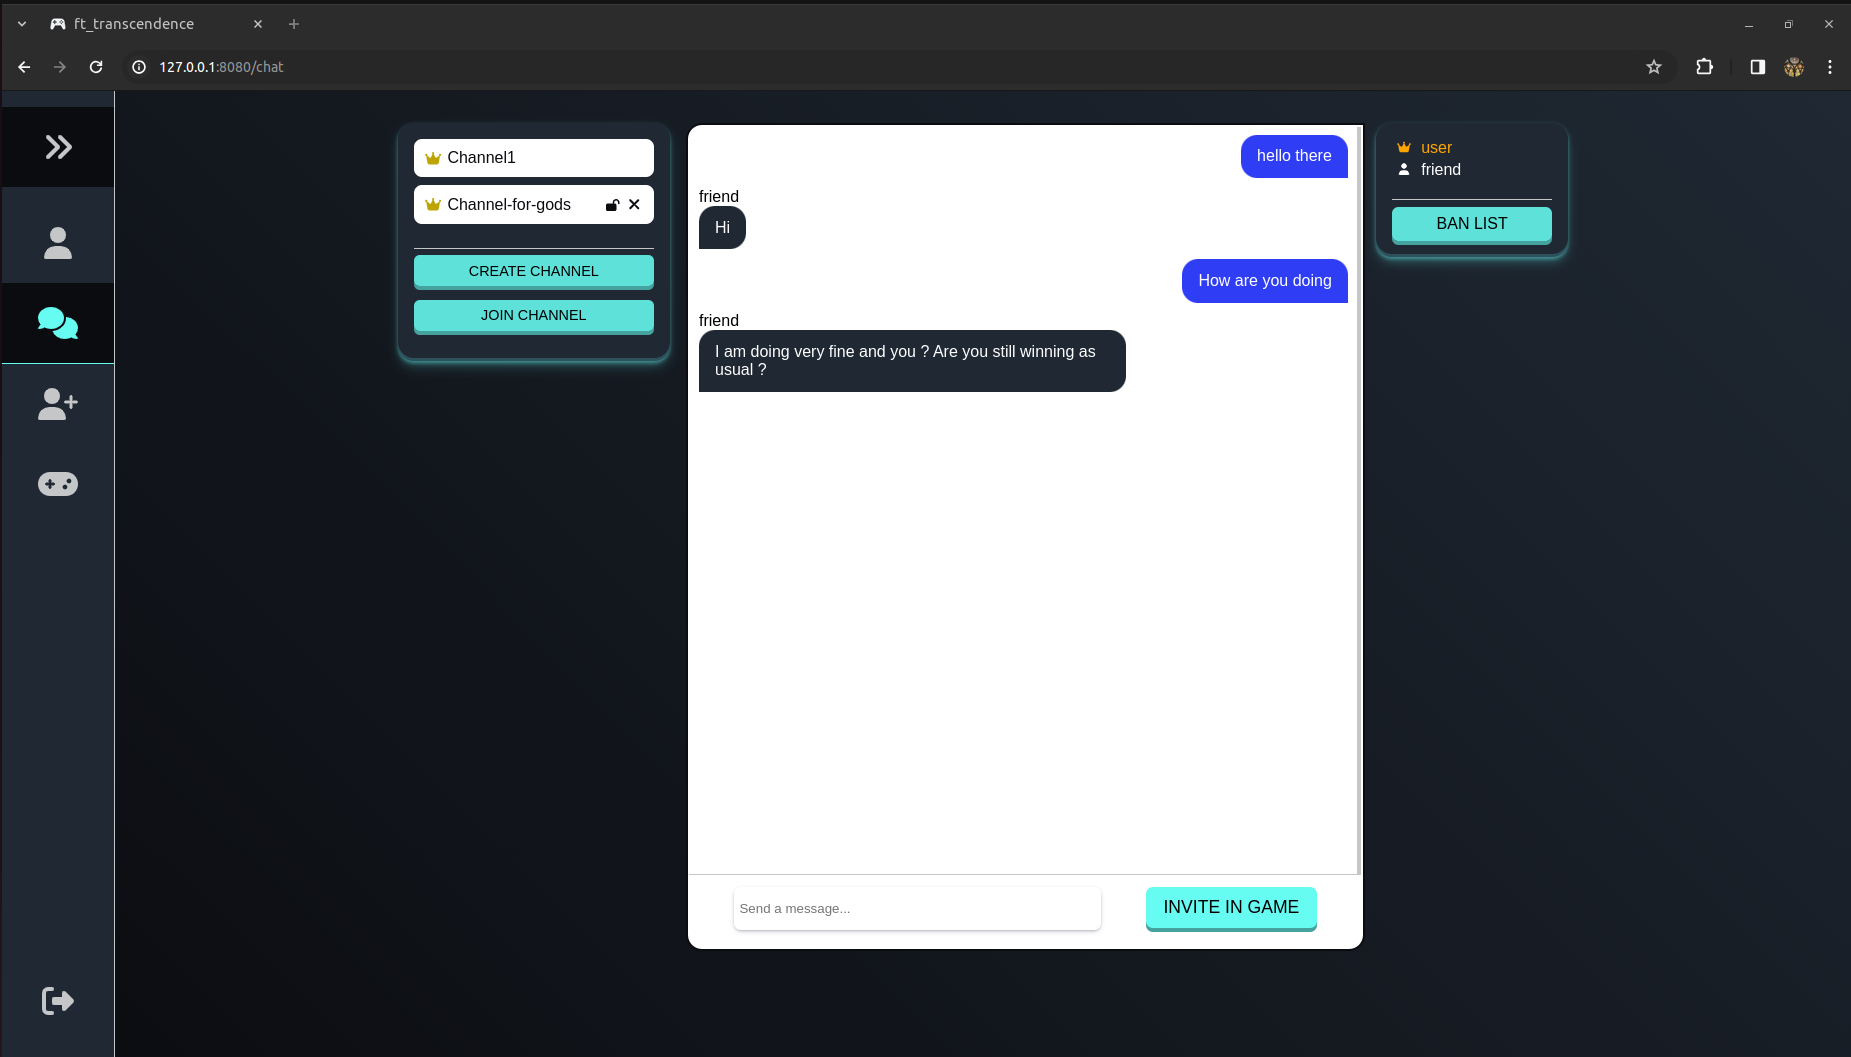 ft_transcendence
127.0.0.1:8080/chat
Channel1
Channel-for-gods
CREATE CHANNEL
JOIN CHANNEL
hello there
friend
Hi
How are you doing
friend
I am doing very fine and you ? Are you still winning as
usual ?
Send a message...
INVITE IN GAME
user
friend
BAN LIST